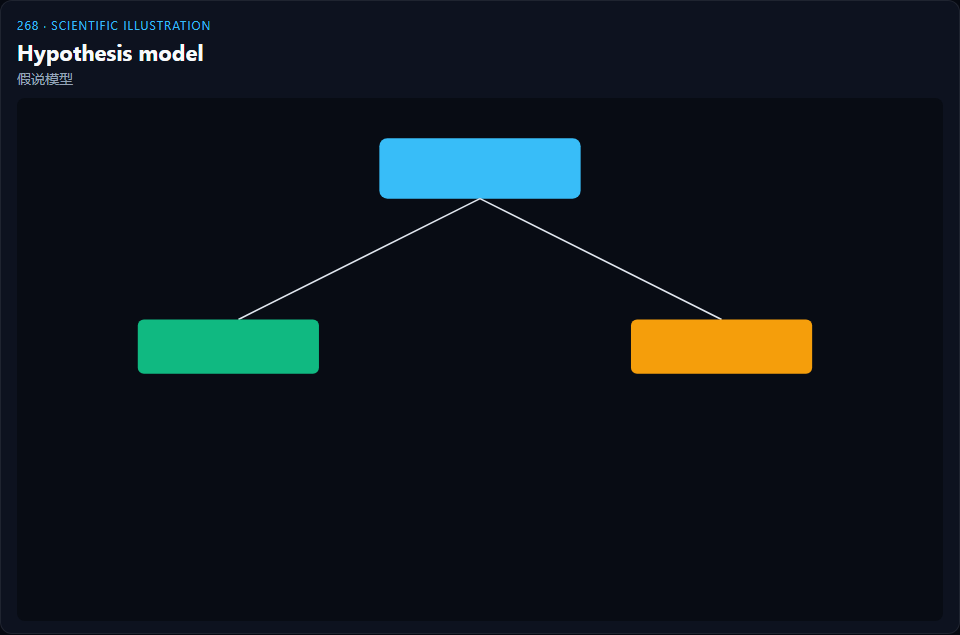 268 · SCIENTIFIC ILLUSTRATION
Hypothesis model
假说模型